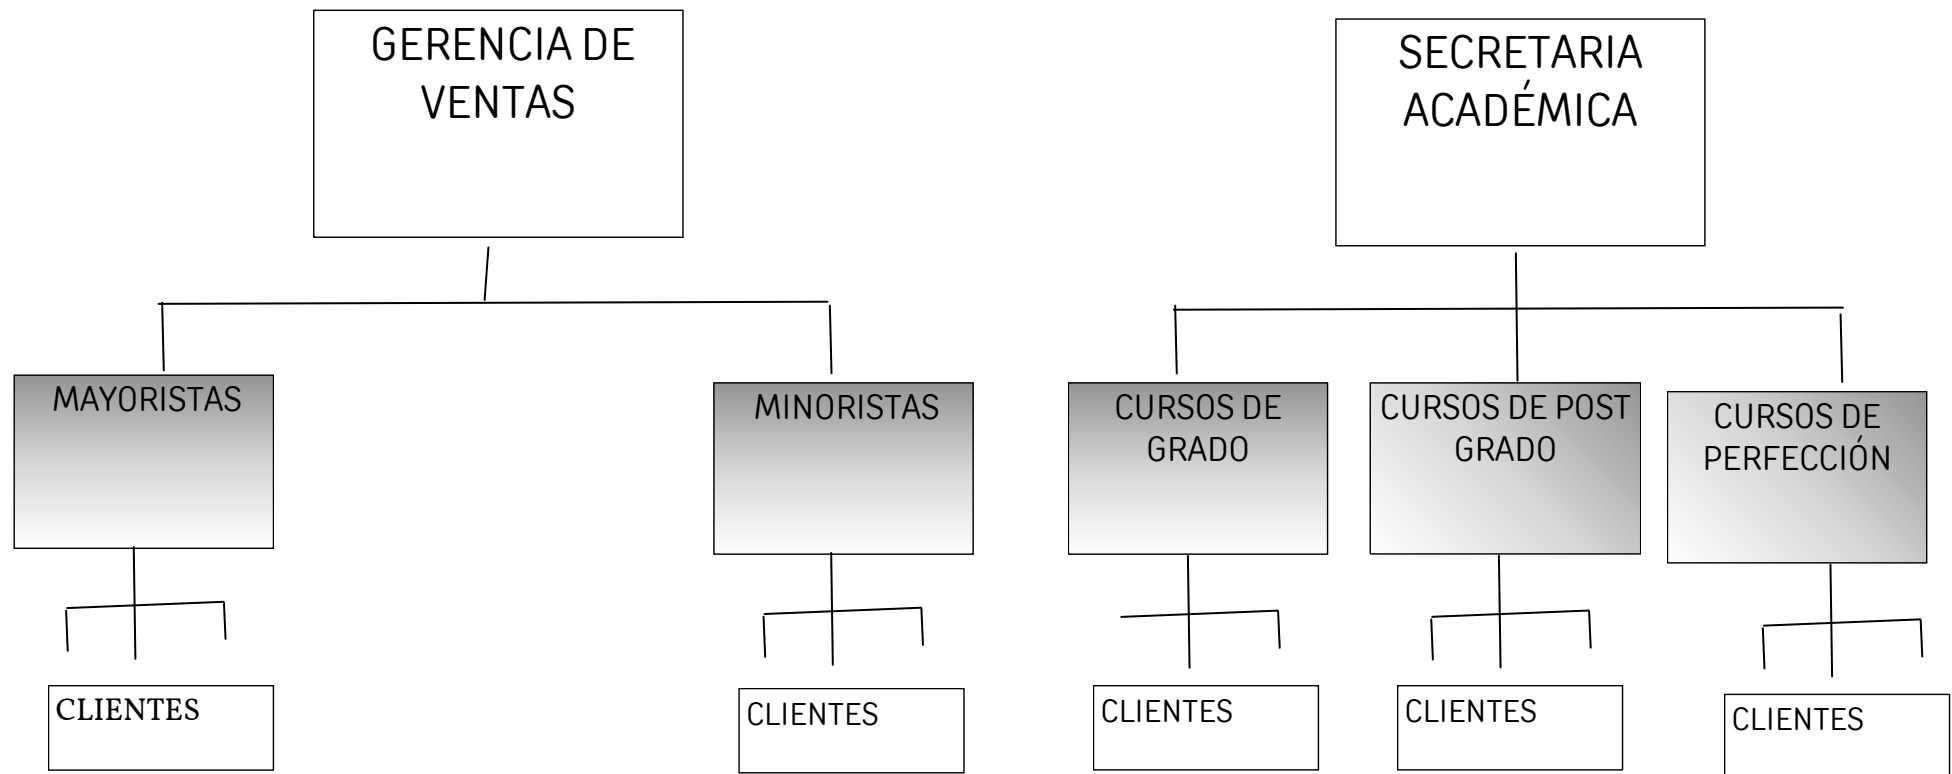 GERENCIA DE
VENTAS
SECRETARIA
ACADÉMICA
MAYORISTAS
MINORISTAS
CURSOS DE
GRADO
CURSOS DE POST
GRADO
CURSOS DE
PERFECCIÓN
CLIENTES
CLIENTES
CLIENTES
CLIENTES
CLIENTES